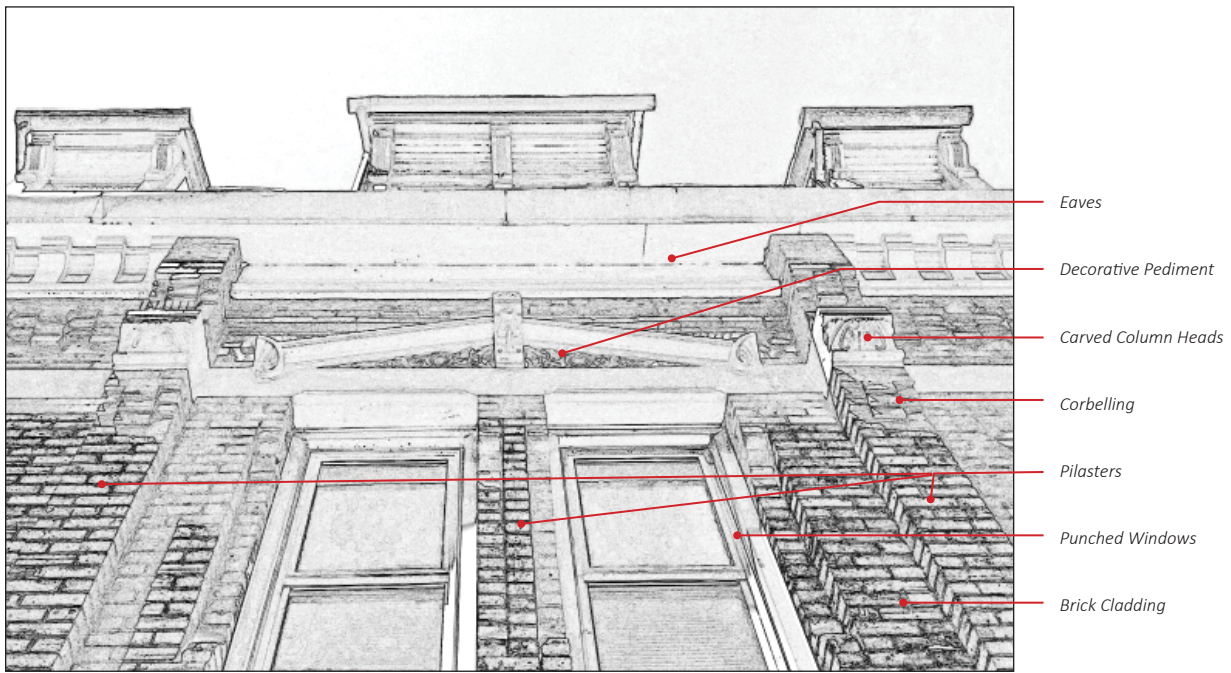 Eaves
Decorative Pediment
Carved Column Heads
Corbelling
Pilasters
Punched Windows
Brick Cladding